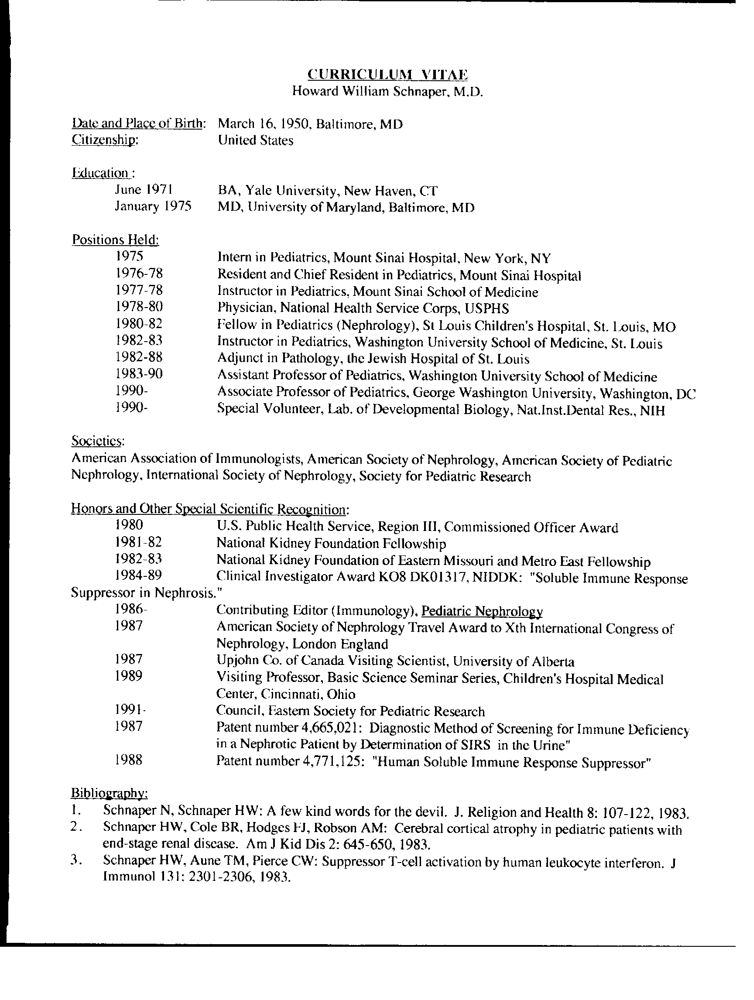 CURRICULUM VITAE
Howard William Schnaper, M.D.
Date and Place of Birth: March 16, 1950, Baltimore, MD
Citizenship: United States
Education :
June 1971 BA, Yale University, New Haven, CT
January 1975 MD, University of Maryland, Baltimore, MD
Positions Held:
1975 Intern in Pediatrics, Mount Sinai Hospital, New York, NY
1976-78 Resident and Chief Resident in Pediatrics, Mount Sinai Hospital
1977-78 Instructor in Pediatrics, Mount Sinai School of Medicine
1978-80 Physician, National Health Service Corps, USPHS
1980-82 Fellow in Pediatrics (Nephrology), St Louis Children's Hospital, St. Louis, MO
1982-83 Instructor in Pediatrics, Washington University School of Medicine, St. Louis
1982-88 Adjunct in Pathology, the Jewish Hospital of St. Louis
1983-90 Assistant Professor of Pediatrics, Washington University School of Medicine
1990- Associate Professor of Pediatrics, George Washington University, Washington, DC
1990- Special Volunteer, Lab. of Developmental Biology, Nat.Inst.Dental Res., NIH
Societies:
American Association of Immunologists, American Society of Nephrology, American Society of Pediatric
Nephrology, International Society of Nephrology, Society for Pediatric Research
Honors and Other Special Scientific Recognition:
1980 U.S. Public Health Service, Region III, Commissioned Officer Award
1981-82 National Kidney Foundation Fellowship
1982-83 National Kidney Foundation of Eastern Missouri and Metro East Fellowship
1984-89 Clinical Investigator Award KO8 DK01317, NIDDK: "Soluble Immune Response
Suppressor in Nephrosis."
1986- Contributing Editor (Immunology), Pediatric Nephrology
1987 American Society of Nephrology Travel Award to Xth International Congress of
Nephrology, London England
1987 Upjohn Co. of Canada Visiting Scientist, University of Alberta
1989 Visiting Professor, Basic Science Seminar Series, Children's Hospital Medical
Center, Cincinnati, Ohio
1991- Council, Eastern Society for Pediatric Research
1987 Patent number 4,665,021: Diagnostic Method of Screening for Immune Deficiency
in a Nephrotic Patient by Determination of SIRS in the Urine"
1988 Patent number 4,771,125: "Human Soluble Immune Response Suppressor"
Bibliography:
1. Schnaper N, Schnaper HW: A few kind words for the devil. J. Religion and Health 8: 107-122, 1983.
2. Schnaper HW, Cole BR, Hodges FJ, Robson AM: Cerebral cortical atrophy in pediatric patients with
end-stage renal disease. Am J Kid Dis 2: 645-650, 1983.
3. Schnaper HW, Aune TM, Pierce CW: Suppressor T-cell activation by human leukocyte interferon. J
Immunol 131: 2301-2306, 1983.